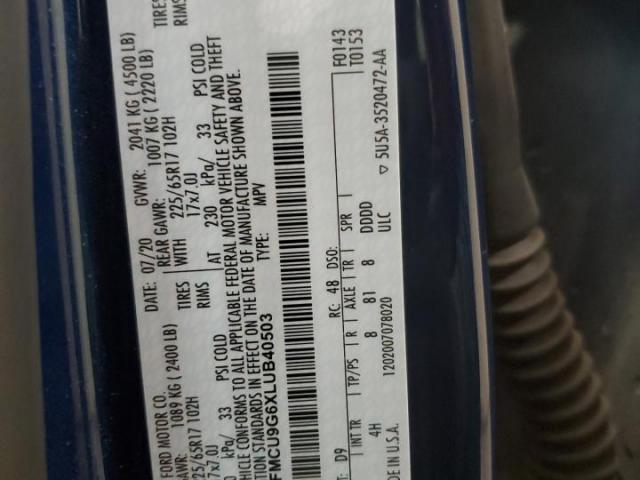 FORD MOTOR CO.
DATE: 07/20 GVWR: 2041 KG ( 4500 LB)
GAWR: 1089 KG ( 2400 LB) REAR GAWR: 1007 KG ( 2220 LB)
225/65R17 102H TIRES WITH 225/65R17 102H TIRES
17x7.0J RIMS 17x7.0J RIMS
kPa/ 33 PSI COLD AT 230 kPa/ 33 PSI COLD
VEHICLE CONFORMS TO ALL APPLICABLE FEDERAL MOTOR VEHICLE SAFETY AND THEFT
STANDARDS IN EFFECT ON THE DATE OF MANUFACTURE SHOWN ABOVE.
FMCU9G6XLUB40503 TYPE: MPV
F0143
RC: 48 DSO: T0153
D9
INT TR TP/PS R AXLE TR SPR
4H 8 81 8 DDDD
ULC
1202007078020 ▽ 5U5A-3520472-AA
DE IN U.S.A.